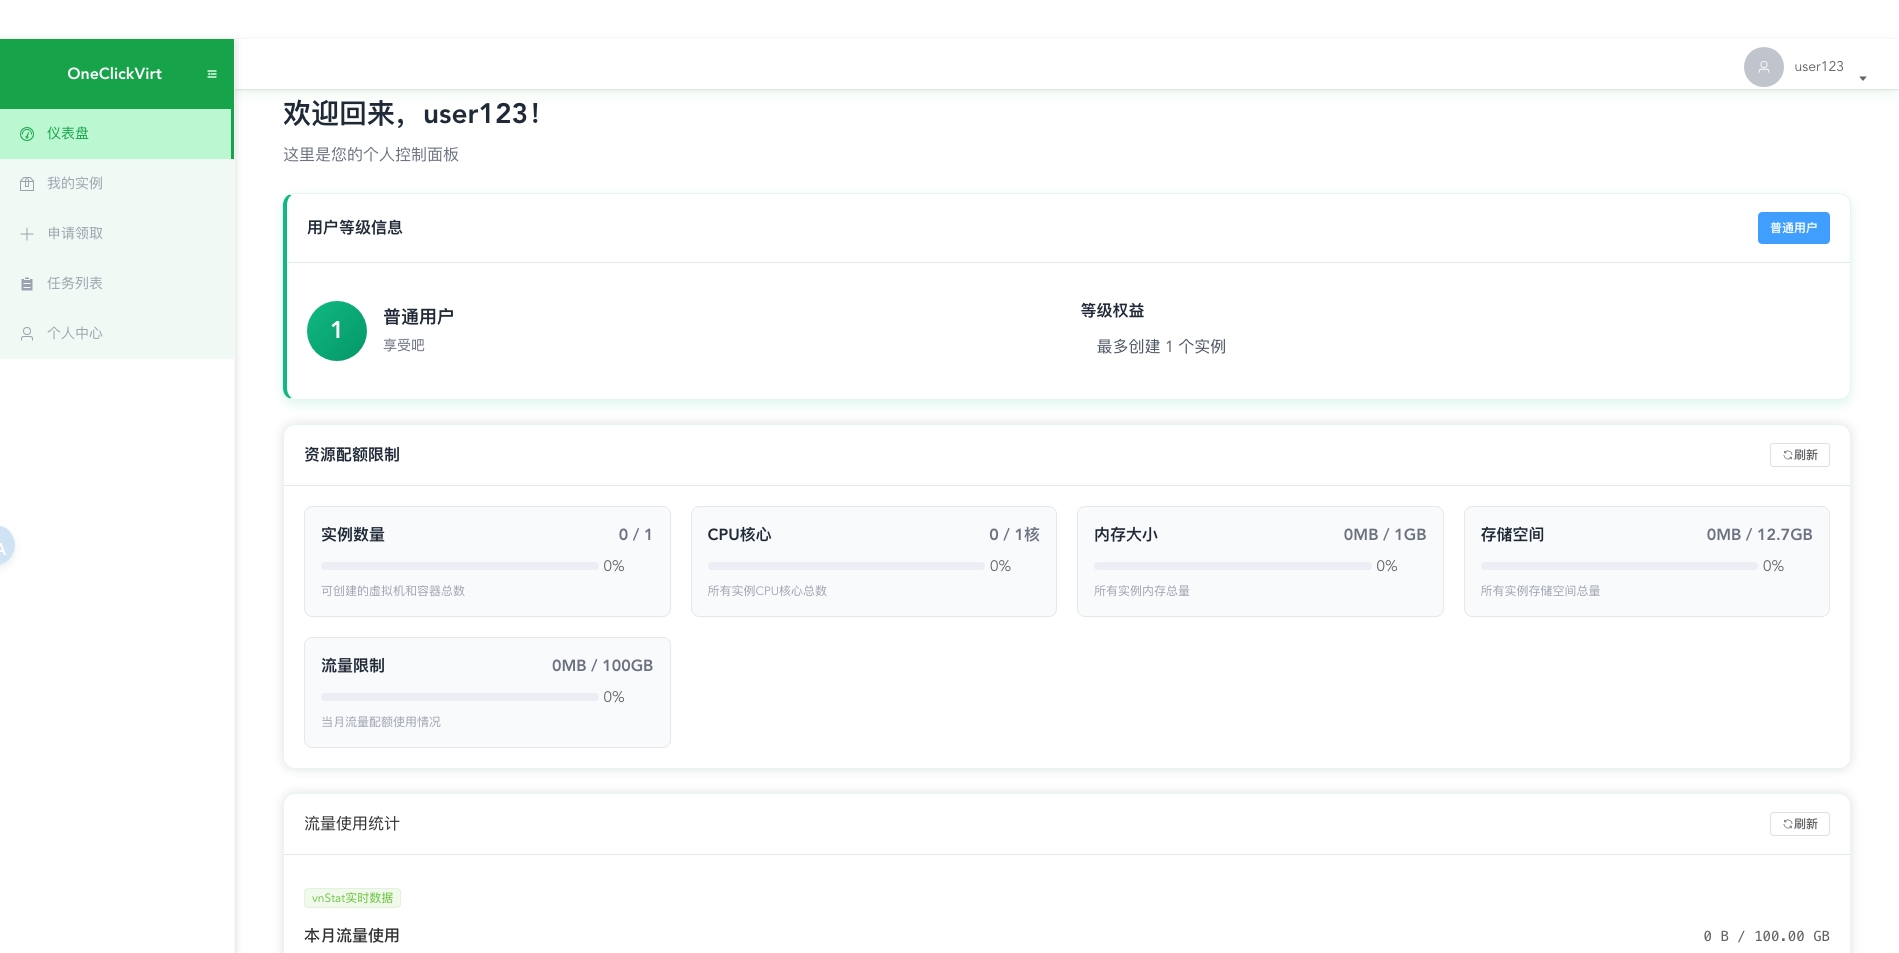 OneClickVirt
user123
仪表盘
我的实例
申请领取
任务列表
个人中心
欢迎回来，user123！
这里是您的个人控制面板
用户等级信息
普通用户
1
普通用户
享受吧
等级权益
最多创建 1 个实例
资源配额限制
刷新
实例数量 0 / 1
0%
可创建的虚拟机和容器总数
CPU核心 0 / 1核
0%
所有实例CPU核心总数
内存大小 0MB / 1GB
0%
所有实例内存总量
存储空间 0MB / 12.7GB
0%
所有实例存储空间总量
流量限制 0MB / 100GB
0%
当月流量配额使用情况
流量使用统计
刷新
vnStat实时数据
本月流量使用 0 B / 100.00 GB